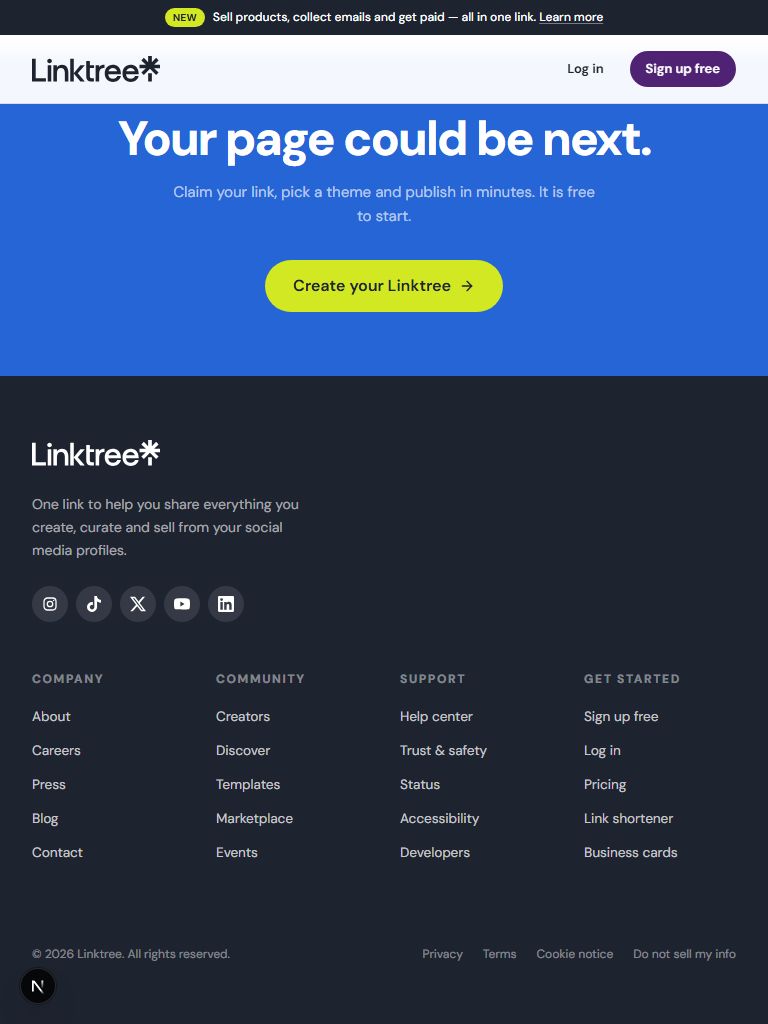 NEW Sell products, collect emails and get paid — all in one link. Learn more
Linktree
Log in
Sign up free
Your page could be next.
Claim your link, pick a theme and publish in minutes. It is free
to start.
Create your Linktree →
Linktree
One link to help you share everything you
create, curate and sell from your social
media profiles.
COMPANY
About
Careers
Press
Blog
Contact
COMMUNITY
Creators
Discover
Templates
Marketplace
Events
SUPPORT
Help center
Trust & safety
Status
Accessibility
Developers
GET STARTED
Sign up free
Log in
Pricing
Link shortener
Business cards
© 2026 Linktree. All rights reserved.
Privacy
Terms
Cookie notice
Do not sell my info
N